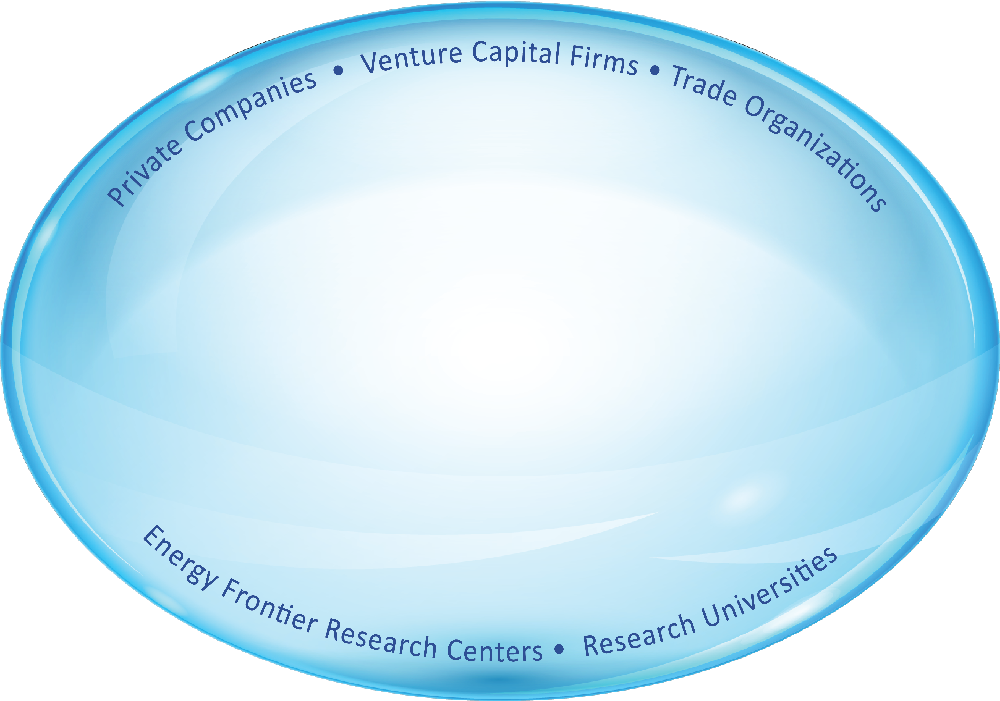 Private Companies • Venture Capital Firms • Trade Organizations
Energy Frontier Research Centers • Research Universities